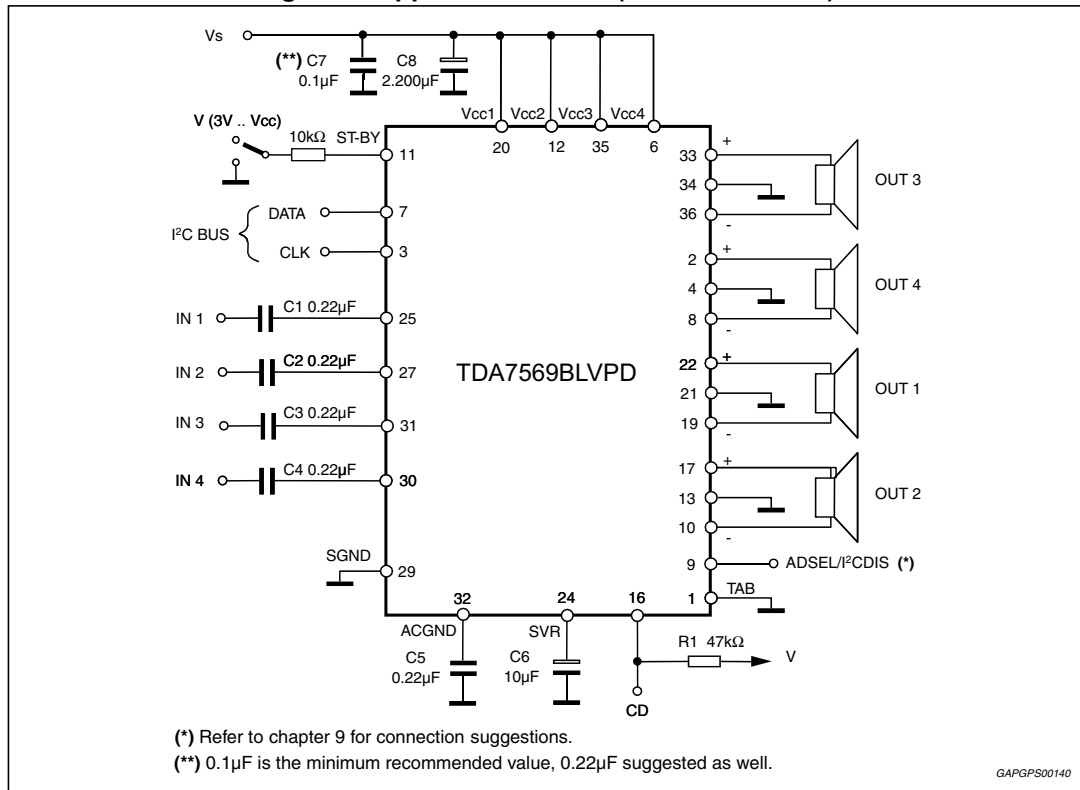 Vs
(**) C7
0.1µF
C8
2.200µF
Vcc1
Vcc2
Vcc3
Vcc4
20
12
35
6
V (3V .. Vcc)
10kΩ
ST-BY
11
I²C BUS
DATA
7
CLK
3
IN 1
C1 0.22µF
25
IN 2
C2 0.22µF
27
IN 3
C3 0.22µF
31
IN 4
C4 0.22µF
30
SGND
29
TDA7569BLVPD
33
+
34
36
-
OUT 3
2
+
4
8
-
OUT 4
22
+
21
19
-
OUT 1
17
+
13
10
-
OUT 2
9
ADSEL/I²CDIS (*)
1
TAB
32
24
16
ACGND
SVR
C5
0.22µF
C6
10µF
R1 47kΩ
V
CD
(*) Refer to chapter 9 for connection suggestions.
(**) 0.1µF is the minimum recommended value, 0.22µF suggested as well.
GAPGPS00140